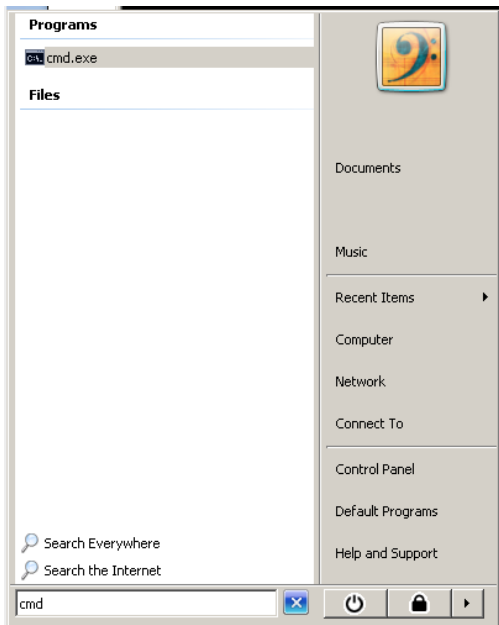 Programs
cmd.exe
Files
Search Everywhere
Search the Internet
cmd
Documents
Music
Recent Items
Computer
Network
Connect To
Control Panel
Default Programs
Help and Support